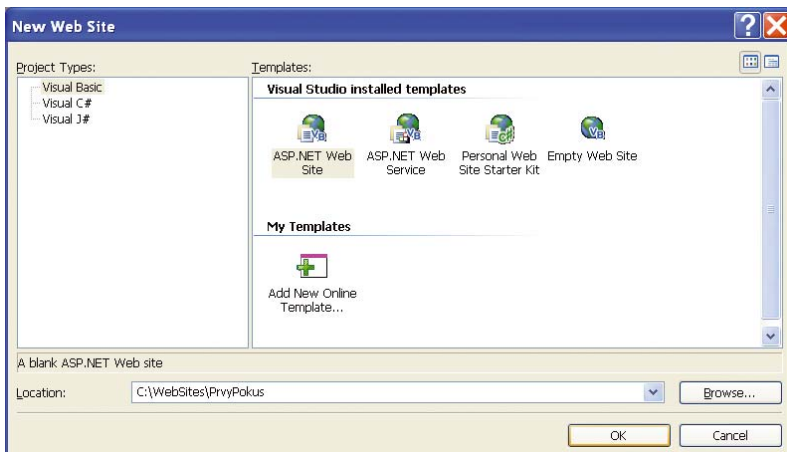 New Web Site
Project Types:
Templates:
Visual Basic
Visual C#
Visual J#
Visual Studio installed templates
ASP.NET Web
Site
ASP.NET Web
Service
Personal Web
Site Starter Kit
Empty Web Site
My Templates
Add New Online
Template...
A blank ASP.NET Web site
Location:
C:\WebSites\PrvyPokus
Browse...
OK
Cancel